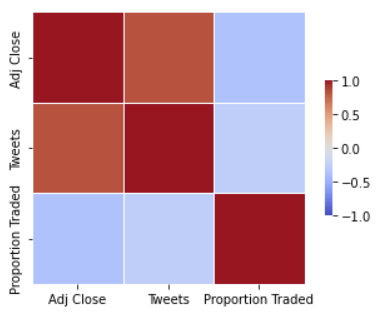 Adj Close
Tweets
Proportion Traded
Adj Close Tweets Proportion Traded
1.0
0.5
0.0
−0.5
−1.0